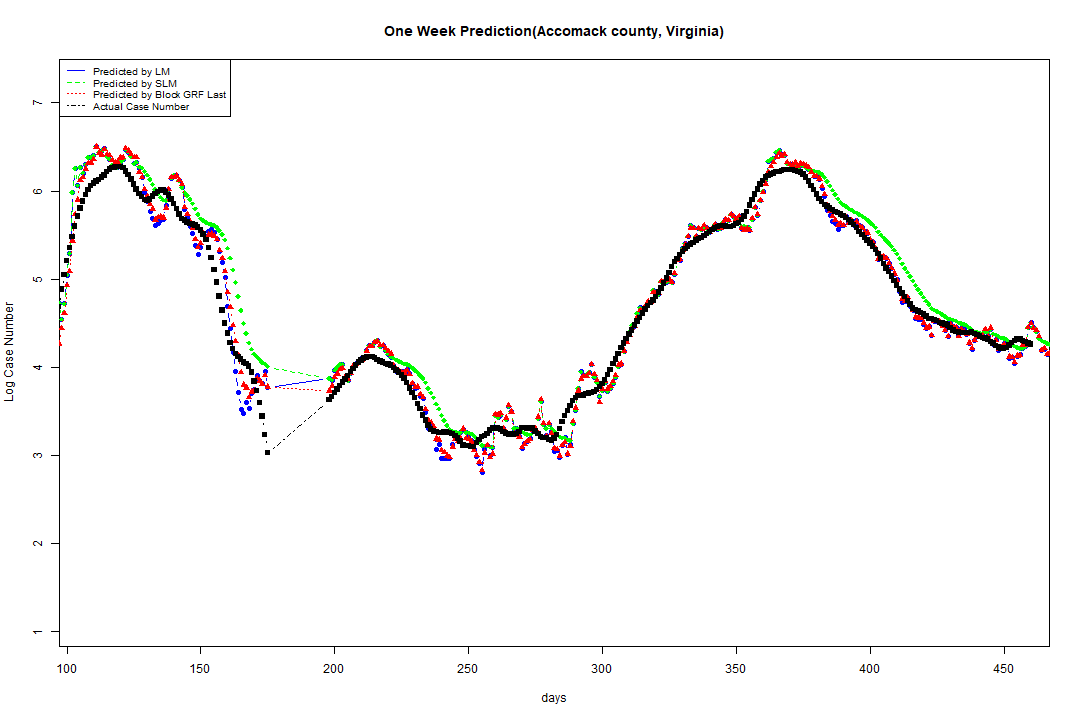 One Week Prediction(Accomack county, Virginia)
Predicted by LM
Predicted by SLM
Predicted by Block GRF Last
Actual Case Number
7
6
5
4
3
2
1
Log Case Number
100 150 200 250 300 350 400 450
days